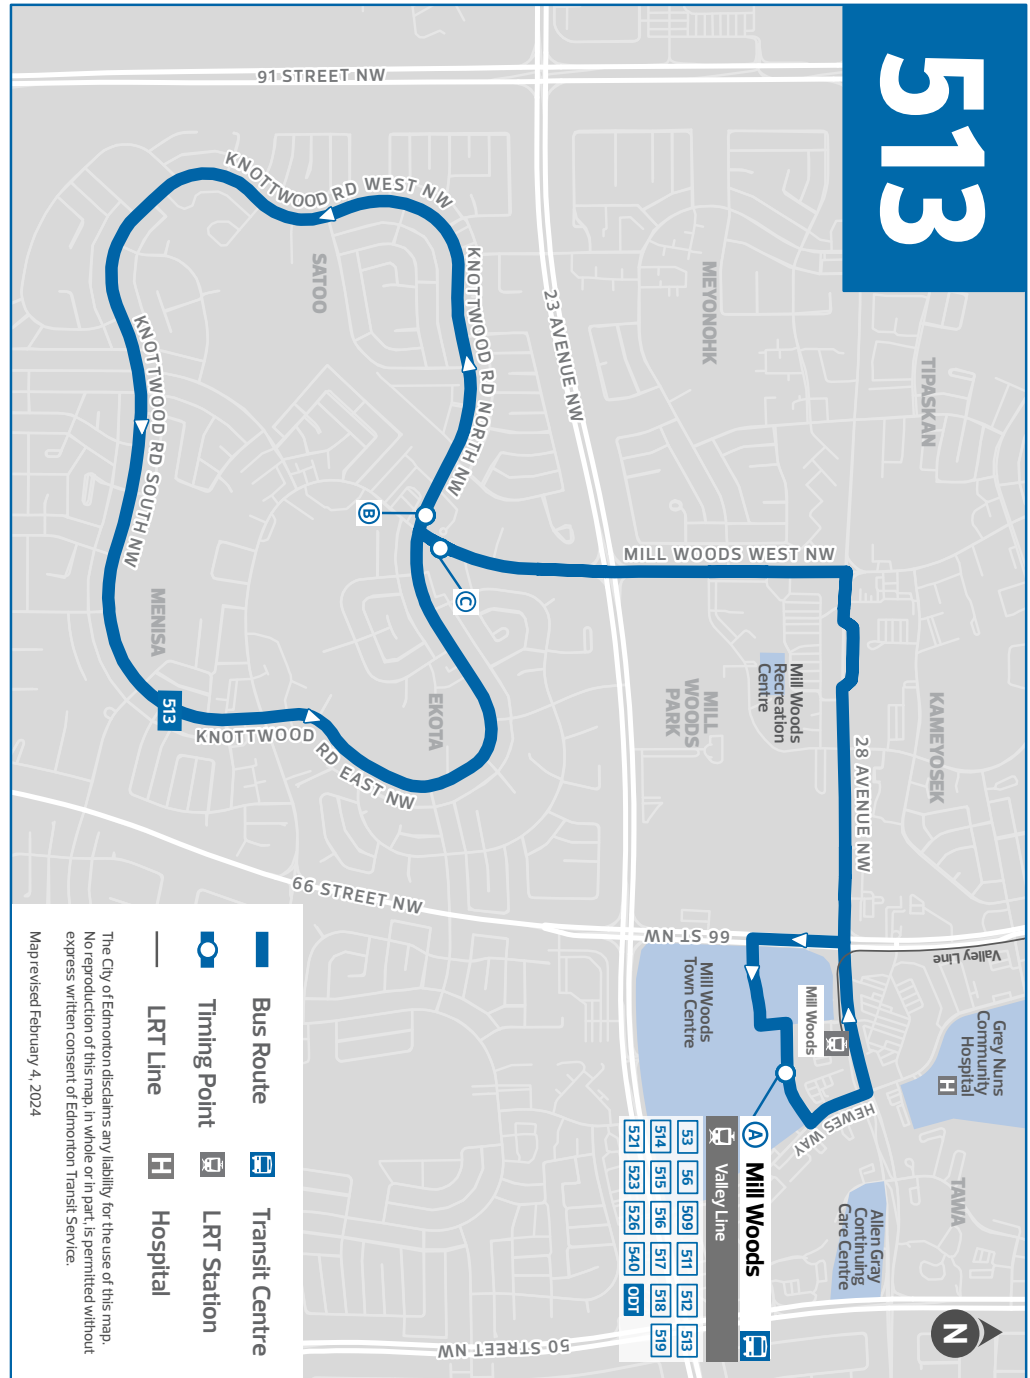 513
91 STREET NW
KNOTTWOOD RD WEST NW
SATOO
KNOTTWOOD RD NORTH NW
23 AVENUE NW
MEYONOHK
TIPASKAN
KNOTTWOOD RD SOUTH NW
B
C
MILL WOODS WEST NW
MENISA
513
KNOTTWOOD RD EAST NW
EKOTA
MILL
WOODS
PARK
Mill Woods
Recreation
Centre
KAMEYOSEK
28 AVENUE NW
66 STREET NW
66 ST NW
Valley Line
Mill Woods
Town Centre
Mill Woods
Grey Nuns
Community
Hospital
H
HEWES WAY
TAWA
Allen Gray
Continuing
Care Centre
A Mill Woods
Valley Line
53 56 509 511 512 513
514 515 516 517 518 519
521 523 526 540 ODT
50 STREET NW
N
Bus Route
Transit Centre
Timing Point
LRT Station
LRT Line
H Hospital
The City of Edmonton disclaims any liability for the use of this map.
No reproduction of this map, in whole or in part, is permitted without
express written consent of Edmonton Transit Service.
Map revised February 4, 2024